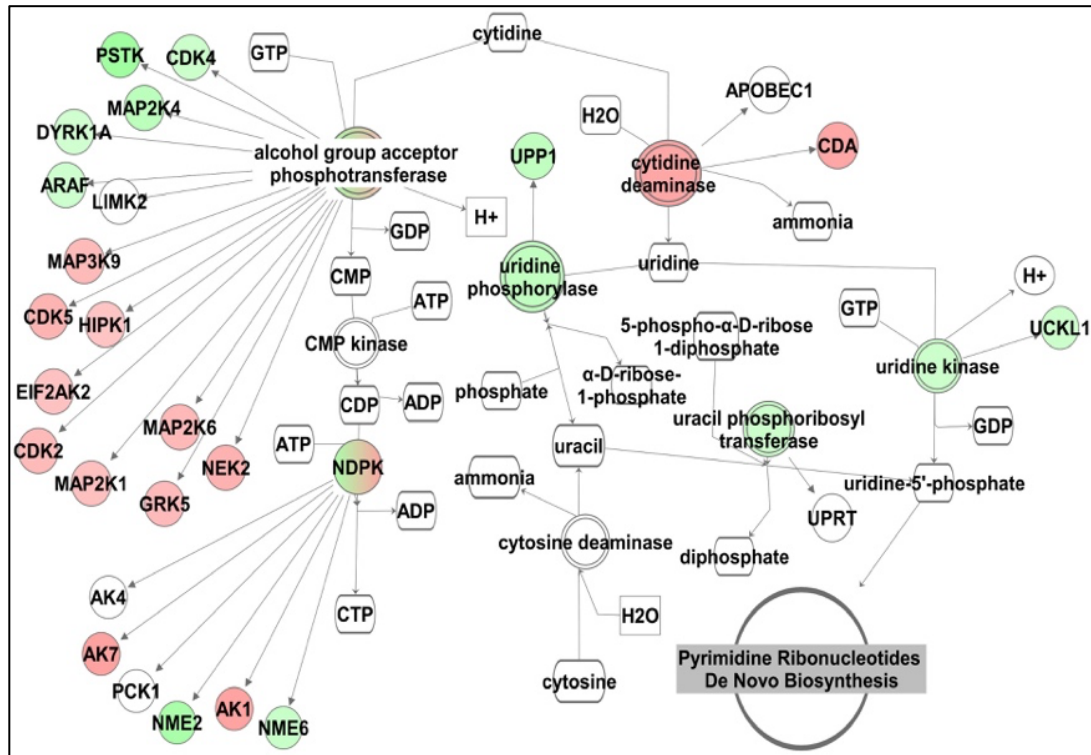 PSTK
CDK4
GTP
cytidine
MAP2K4
DYRK1A
ARAF
LIMK2
alcohol group acceptor
phosphotransferase
H+
GDP
UPP1
H2O
APOBEC1
cytidine
deaminase
CDA
ammonia
MAP3K9
CDK5
HIPK1
EIF2AK2
CDK2
MAP2K6
MAP2K1
NEK2
GRK5
CMP
ATP
CMP kinase
CDP
ADP
ATP
NDPK
ADP
CTP
uridine
phosphorylase
uridine
phosphate
α-D-ribose-
1-phosphate
5-phospho-α-D-ribose
1-diphosphate
GTP
H+
UCKL1
uridine kinase
GDP
uracil phosphoribosyl
transferase
uracil
ammonia
uridine-5'-phosphate
UPRT
diphosphate
cytosine deaminase
H2O
cytosine
AK4
AK7
PCK1
NME2
AK1
NME6
Pyrimidine Ribonucleotides
De Novo Biosynthesis